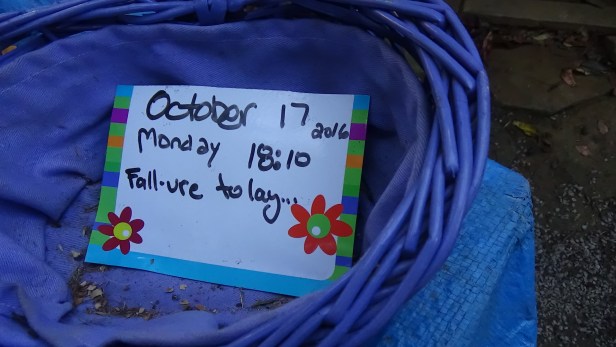 October 17 2016
Monday 18:10
Fall-ure to lay...